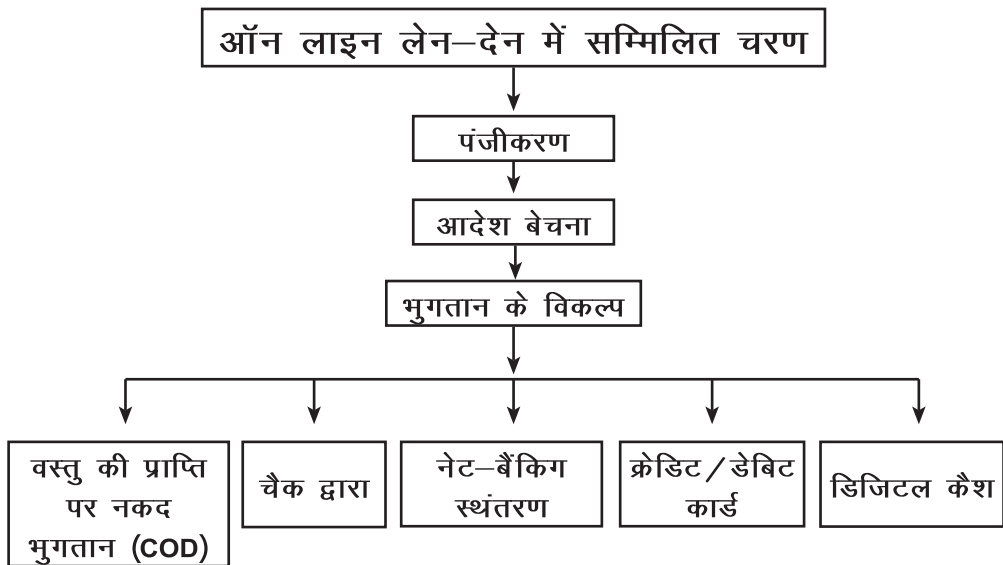 ऑन लाइन लेन–देन में सम्मिलित चरण
पंजीकरण
आदेश बेचना
भुगतान के विकल्प
वस्तु की प्राप्ति
पर नकद
भुगतान (COD)
चैक द्वारा
नेट–बैंकिग
स्थंतरण
क्रेडिट/डेबिट
कार्ड
डिजिटल कैश